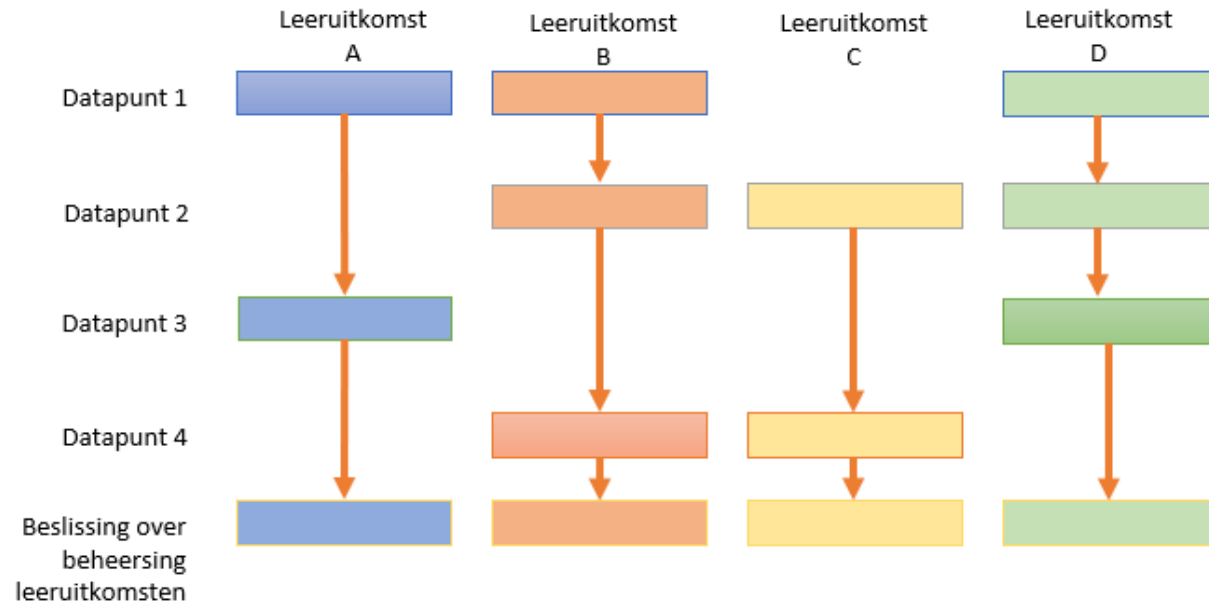 Leeruitkomst
A
Leeruitkomst
B
Leeruitkomst
C
Leeruitkomst
D
Datapunt 1
Datapunt 2
Datapunt 3
Datapunt 4
Beslissing over
beheersing
leeruitkomsten